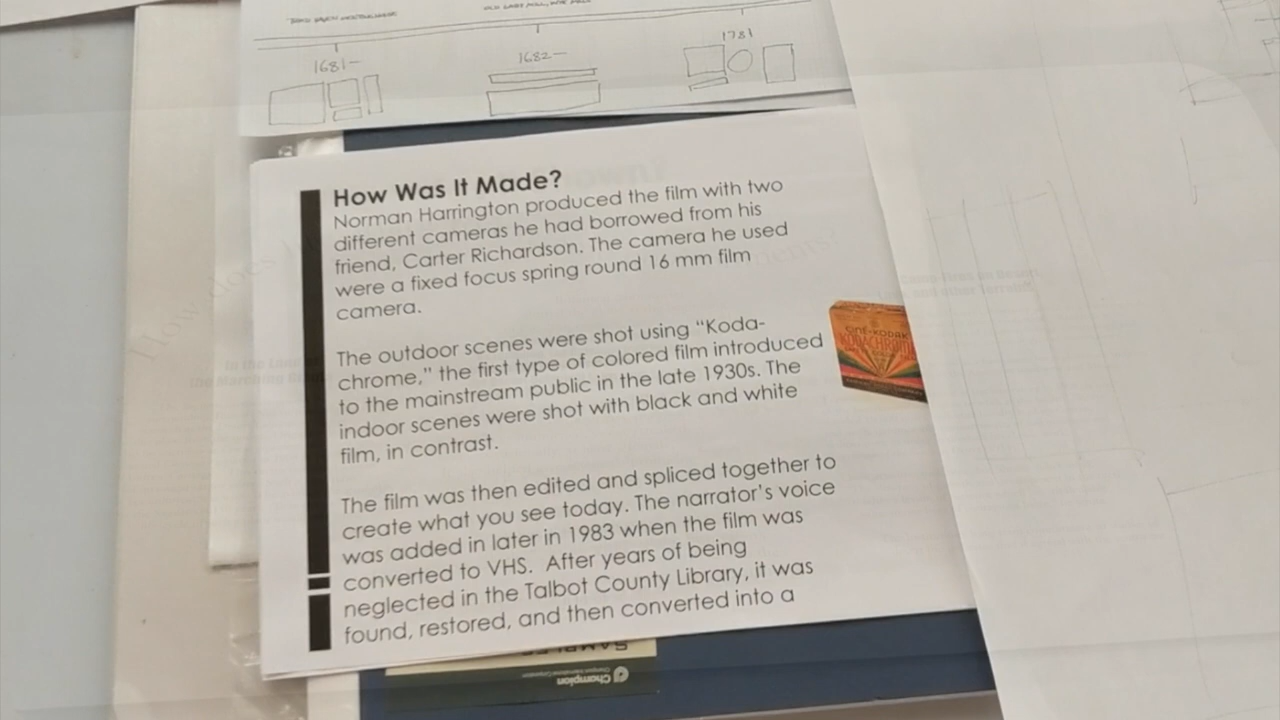 1681-
1682-
1781
How Was It Made?
Norman Harrington produced the film with two
different cameras he had borrowed from his
friend, Carter Richardson. The camera he used
were a fixed focus spring round 16 mm film
camera.
The outdoor scenes were shot using “Koda-
chrome,” the first type of colored film introduced
to the mainstream public in the late 1930s. The
indoor scenes were shot with black and white
film, in contrast.
The film was then edited and spliced together to
create what you see today. The narrator’s voice
was added in later in 1983 when the film was
converted to VHS. After years of being
neglected in the Talbot County Library, it was
found, restored, and then converted into a
CINÉ-KODAK
KODACHROME
SAMPLES
Champion